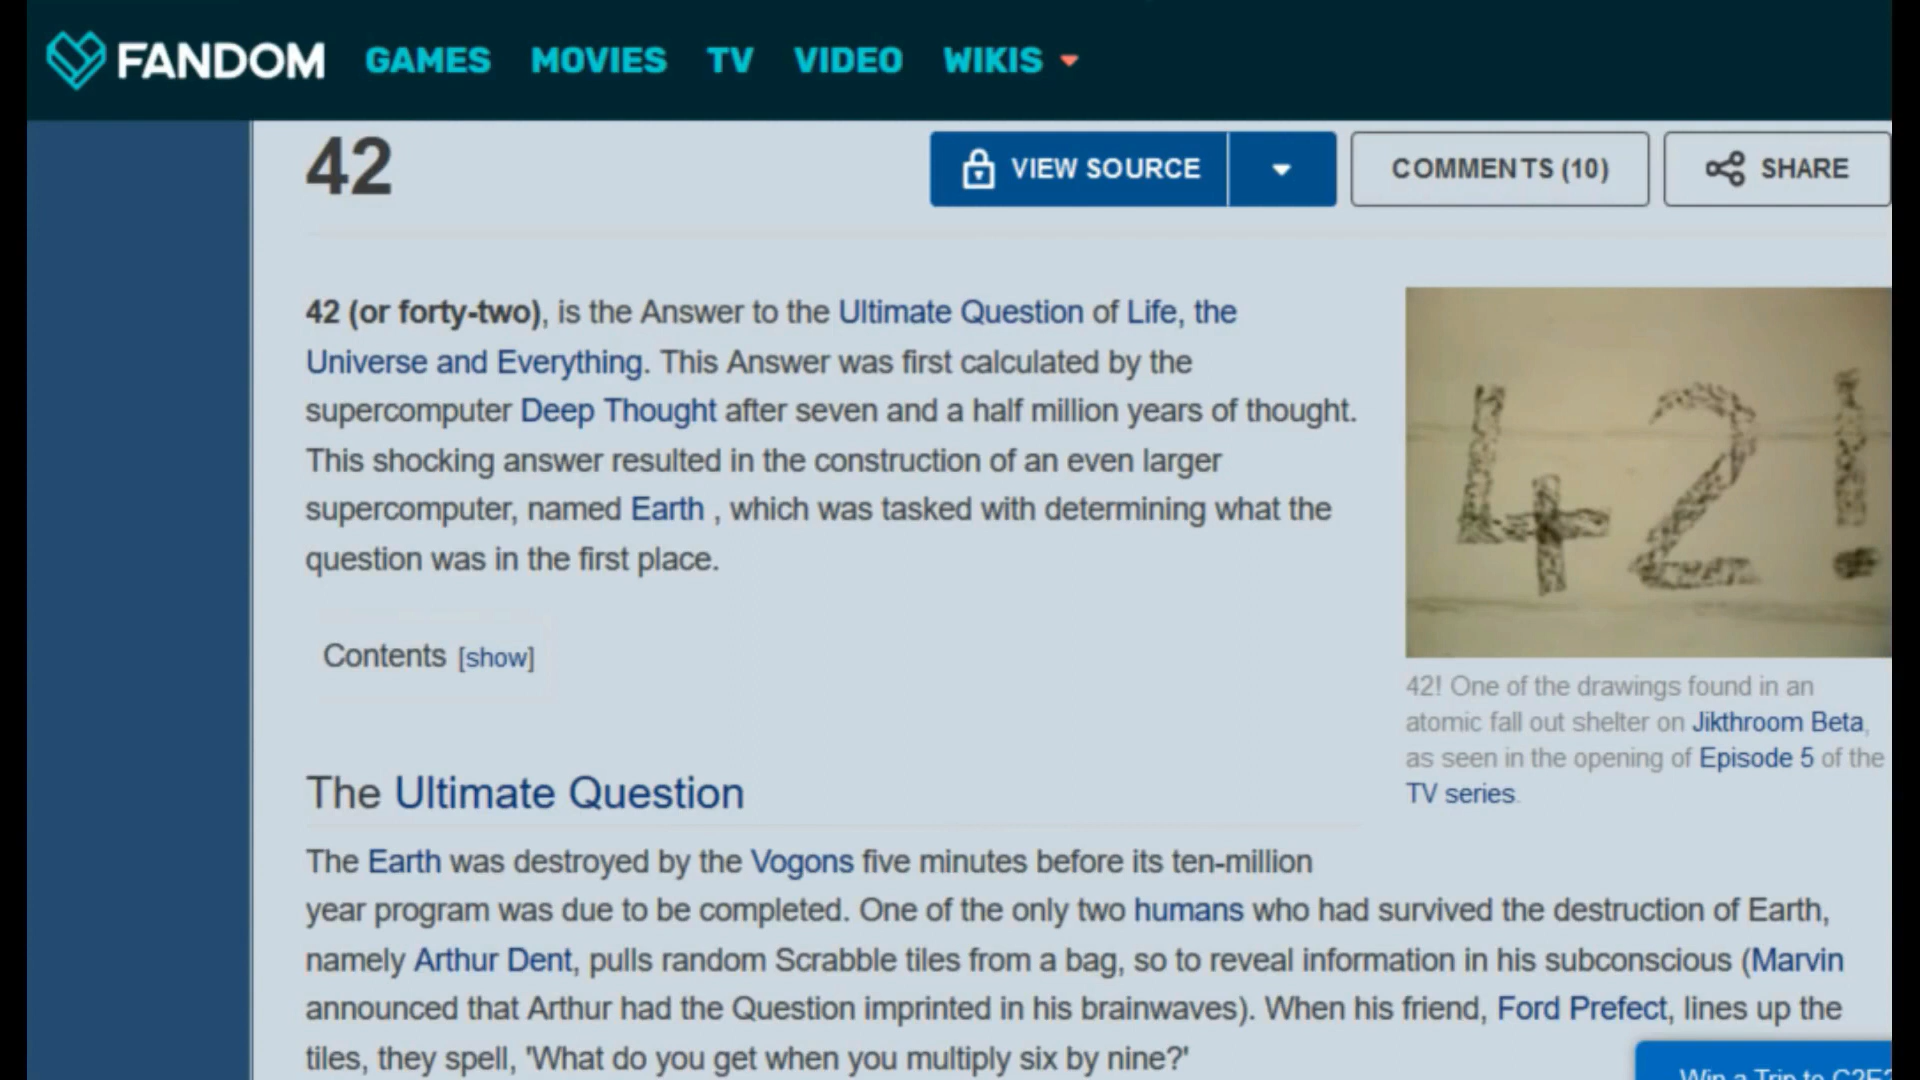 FANDOM GAMES MOVIES TV VIDEO WIKIS
42
VIEW SOURCE
COMMENTS (10)
SHARE
42 (or forty-two), is the Answer to the Ultimate Question of Life, the
Universe and Everything. This Answer was first calculated by the
supercomputer Deep Thought after seven and a half million years of thought.
This shocking answer resulted in the construction of an even larger
supercomputer, named Earth , which was tasked with determining what the
question was in the first place.
42!
42! One of the drawings found in an
atomic fall out shelter on Jikthroom Beta,
as seen in the opening of Episode 5 of the
TV series.
Contents [show]
The Ultimate Question
The Earth was destroyed by the Vogons five minutes before its ten-million
year program was due to be completed. One of the only two humans who had survived the destruction of Earth,
namely Arthur Dent, pulls random Scrabble tiles from a bag, so to reveal information in his subconscious (Marvin
announced that Arthur had the Question imprinted in his brainwaves). When his friend, Ford Prefect, lines up the
tiles, they spell, 'What do you get when you multiply six by nine?'
Win a Trip to